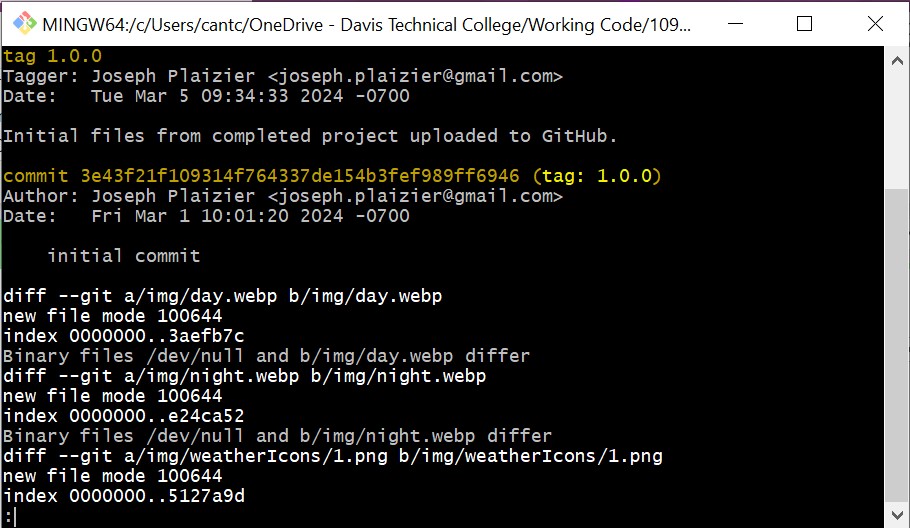 MINGW64:/c/Users/cantc/OneDrive - Davis Technical College/Working Code/109...
tag 1.0.0
Tagger: Joseph Plaizier <joseph.plaizier@gmail.com>
Date:   Tue Mar 5 09:34:33 2024 -0700
Initial files from completed project uploaded to GitHub.
commit 3e43f21f109314f764337de154b3fef989ff6946 (tag: 1.0.0)
Author: Joseph Plaizier <joseph.plaizier@gmail.com>
Date:   Fri Mar 1 10:01:20 2024 -0700
    initial commit
diff --git a/img/day.webp b/img/day.webp
new file mode 100644
index 0000000..3aefb7c
Binary files /dev/null and b/img/day.webp differ
diff --git a/img/night.webp b/img/night.webp
new file mode 100644
index 0000000..e24ca52
Binary files /dev/null and b/img/night.webp differ
diff --git a/img/weatherIcons/1.png b/img/weatherIcons/1.png
new file mode 100644
index 0000000..5127a9d
: